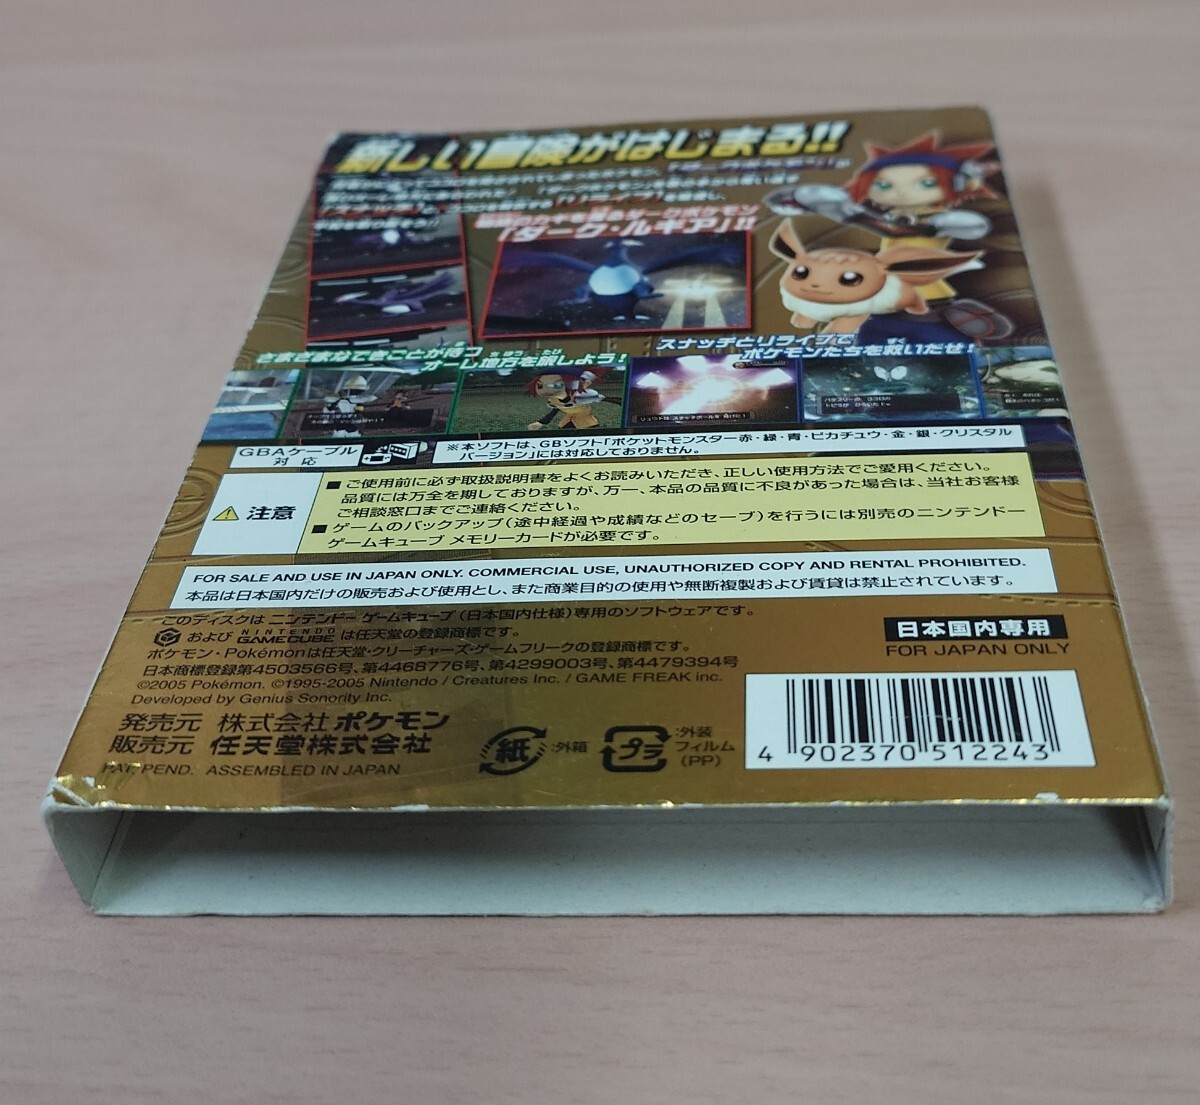 新しい冒険がはじまる!!
「ダーク・ルギア」!!
さまざまなできごとが待つ
オーレ地方を旅しよう!
スナッチとリライブで
ポケモンたちを救いだせ!
GBAケーブル
対応
※本ソフトは、GBソフト「ポケットモンスター赤・緑・青・ピカチュウ・金・銀・クリスタル
バージョン」には対応しておりません。
注意
■ご使用前に必ず取扱説明書をよくお読みいただき、正しい使用方法でご愛用ください。
品質には万全を期しておりますが、万一、本品の品質に不良があった場合は、当社お客様
ご相談窓口までご連絡ください。
■ゲームのバックアップ(途中経過や成績などのセーブ)を行うには別売のニンテンドー
ゲームキューブ メモリーカードが必要です。
FOR SALE AND USE IN JAPAN ONLY. COMMERCIAL USE, UNAUTHORIZED COPY AND RENTAL PROHIBITED.
本品は日本国内だけの販売および使用とし、また商業目的の使用や無断複製および賃貸は禁止されています。
このディスクは ニンテンドー ゲームキューブ(日本国内仕様)専用のソフトウェアです。
および NINTENDO GAMECUBE は任天堂の登録商標です。
ポケモン・Pokémonは任天堂・クリーチャーズ・ゲームフリークの登録商標です。
日本商標登録第4503566号、第4468776号、第4299003号、第4479394号
©2005 Pokémon. ©1995-2005 Nintendo / Creatures Inc. / GAME FREAK inc.
Developed by Genius Sonority Inc.
日本国内専用
FOR JAPAN ONLY
発売元 株式会社ポケモン
販売元 任天堂株式会社
PAT. PEND. ASSEMBLED IN JAPAN
紙 :外箱
プラ :外装
フィルム
(PP)
4 902370 512243